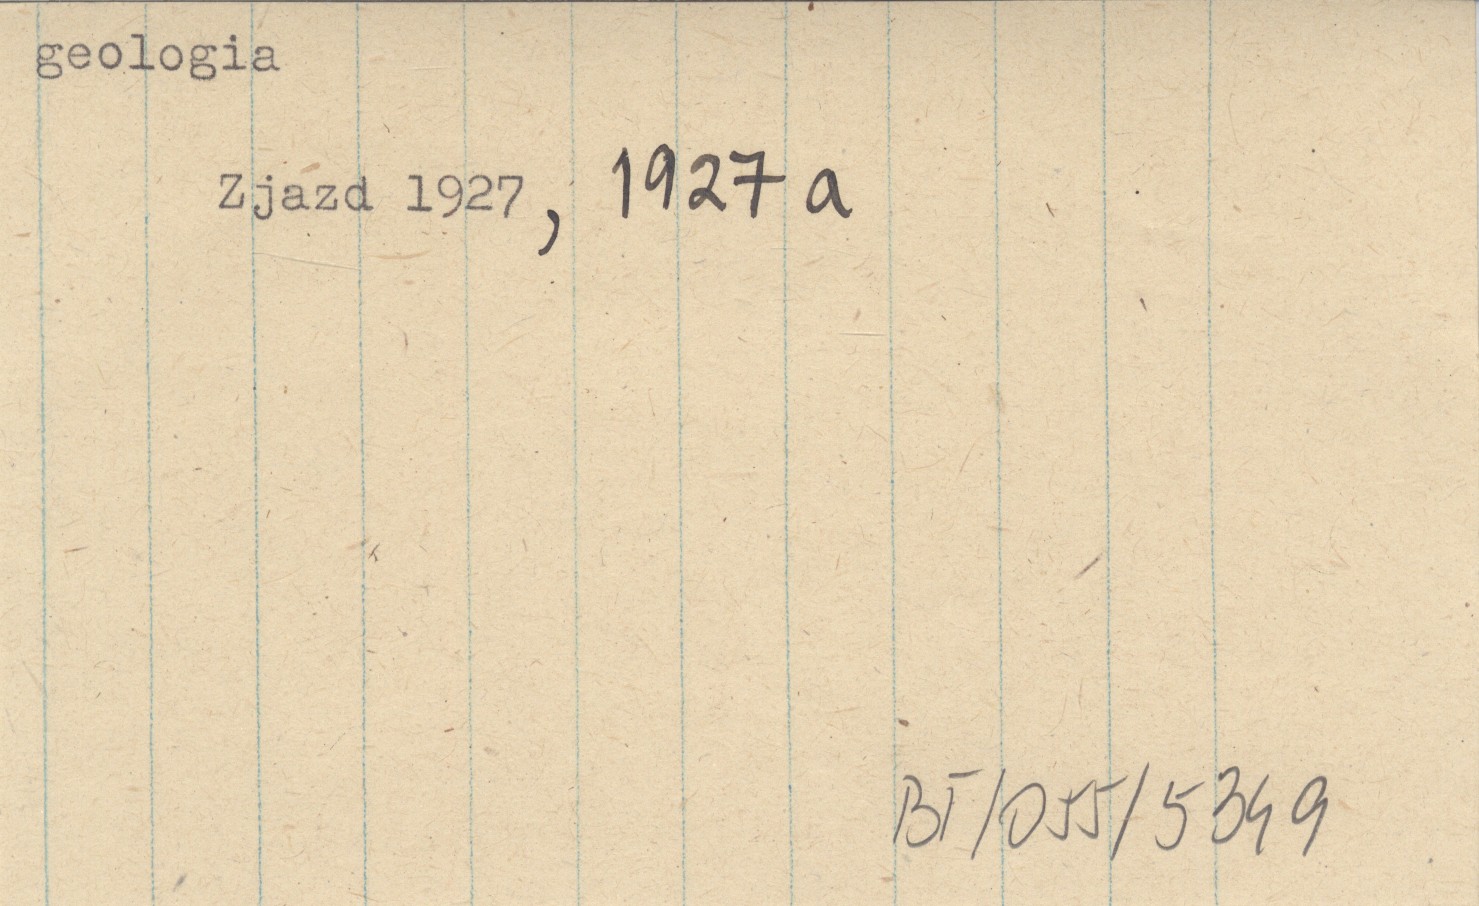 geologia
Zjazd 1927, 1927 a
BT/055/5349